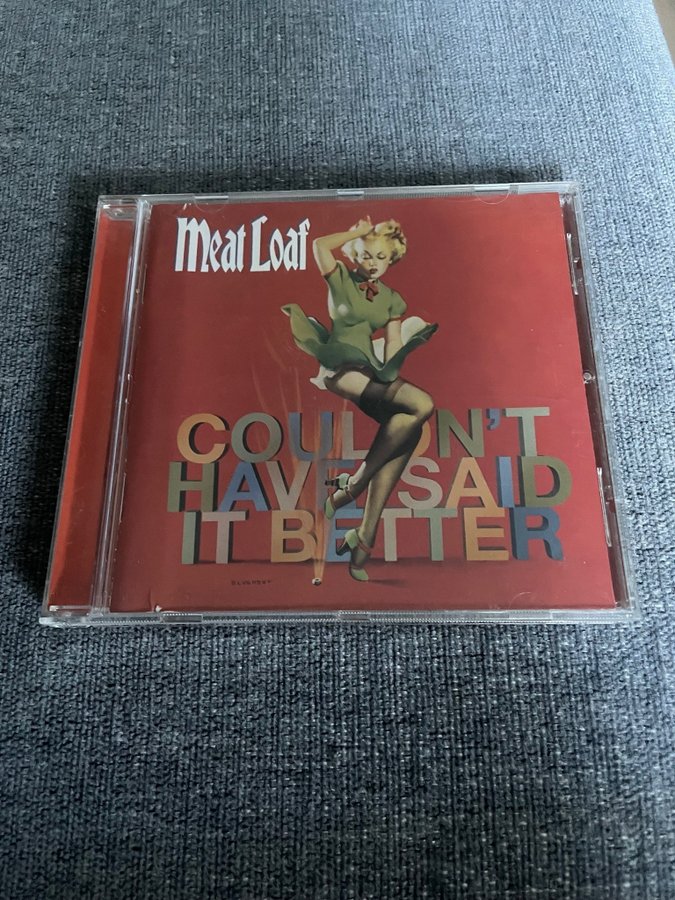 Meat Loaf
COULDN'T
HAVE SAID
IT BETTER